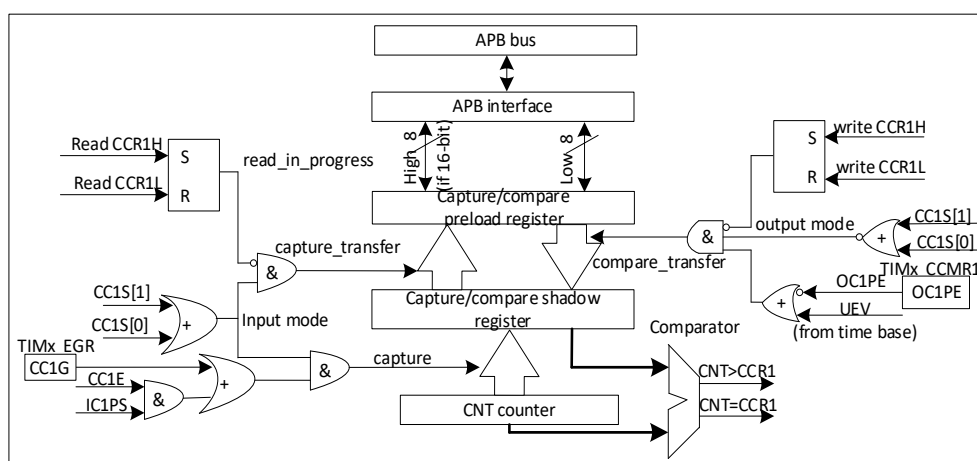 APB bus
APB interface
High 8
(if 16-bit)
Low 8
Read CCR1H
Read CCR1L
S
R
read_in_progress
write CCR1H
write CCR1L
S
R
Capture/compare
preload register
capture_transfer
&
compare_transfer
&
output mode
CC1S[1]
CC1S[0]
+
TIMx_CCMR1
OC1PE
OC1PE
UEV
(from time base)
+
Capture/compare shadow
register
CC1S[1]
CC1S[0]
+
Input mode
TIMx_EGR
CC1G
CC1E
IC1PS
&
+
&
capture
CNT counter
Comparator
CNT>CCR1
CNT=CCR1